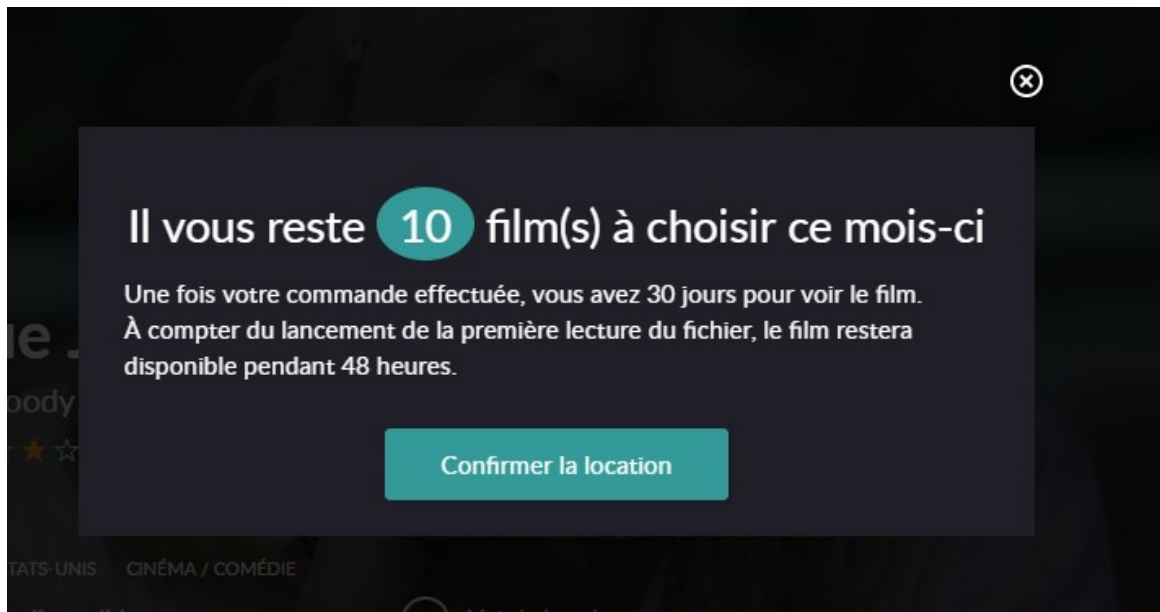 Il vous reste 10 film(s) à choisir ce mois-ci
Une fois votre commande effectuée, vous avez 30 jours pour voir le film.
À compter du lancement de la première lecture du fichier, le film restera
disponible pendant 48 heures.
Confirmer la location
CINÉMA / COMÉDIE